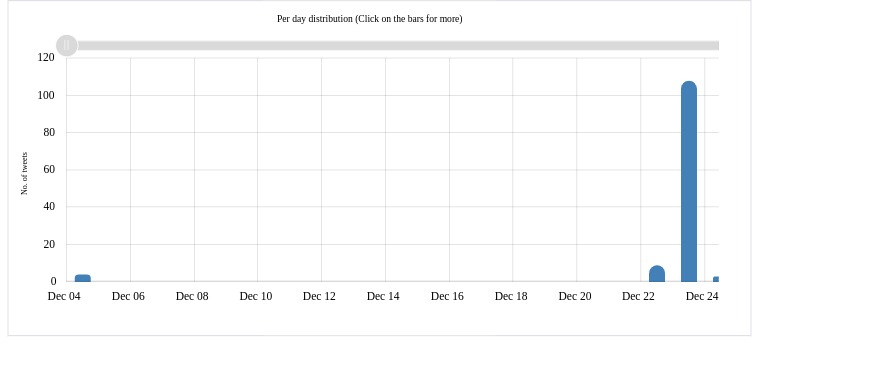 Per day distribution (Click on the bars for more)
120
100
80
60
40
20
0
No. of tweets
Dec 04 Dec 06 Dec 08 Dec 10 Dec 12 Dec 14 Dec 16 Dec 18 Dec 20 Dec 22 Dec 24